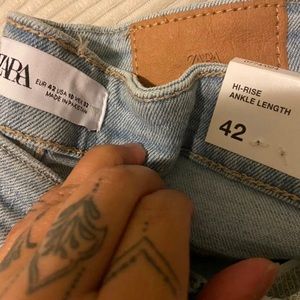 ZARA
EUR 42 USA 10 MEX 32
MADE IN PAKISTAN
ZARA
HI-RISE
ANKLE LENGTH
42